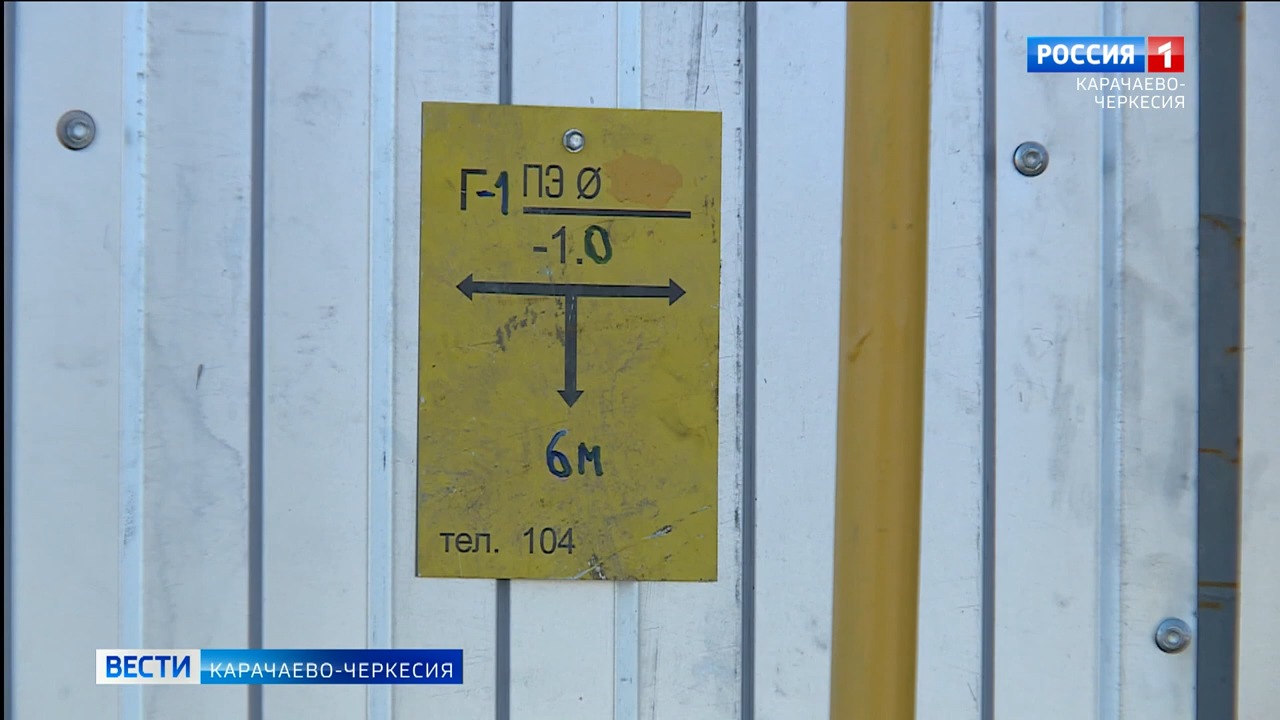 РОССИЯ 1
КАРАЧАЕВО-
ЧЕРКЕСИЯ
Г-1 ПЭ Ø
-1.0
6м
тел. 104
ВЕСТИ КАРАЧАЕВО-ЧЕРКЕСИЯ